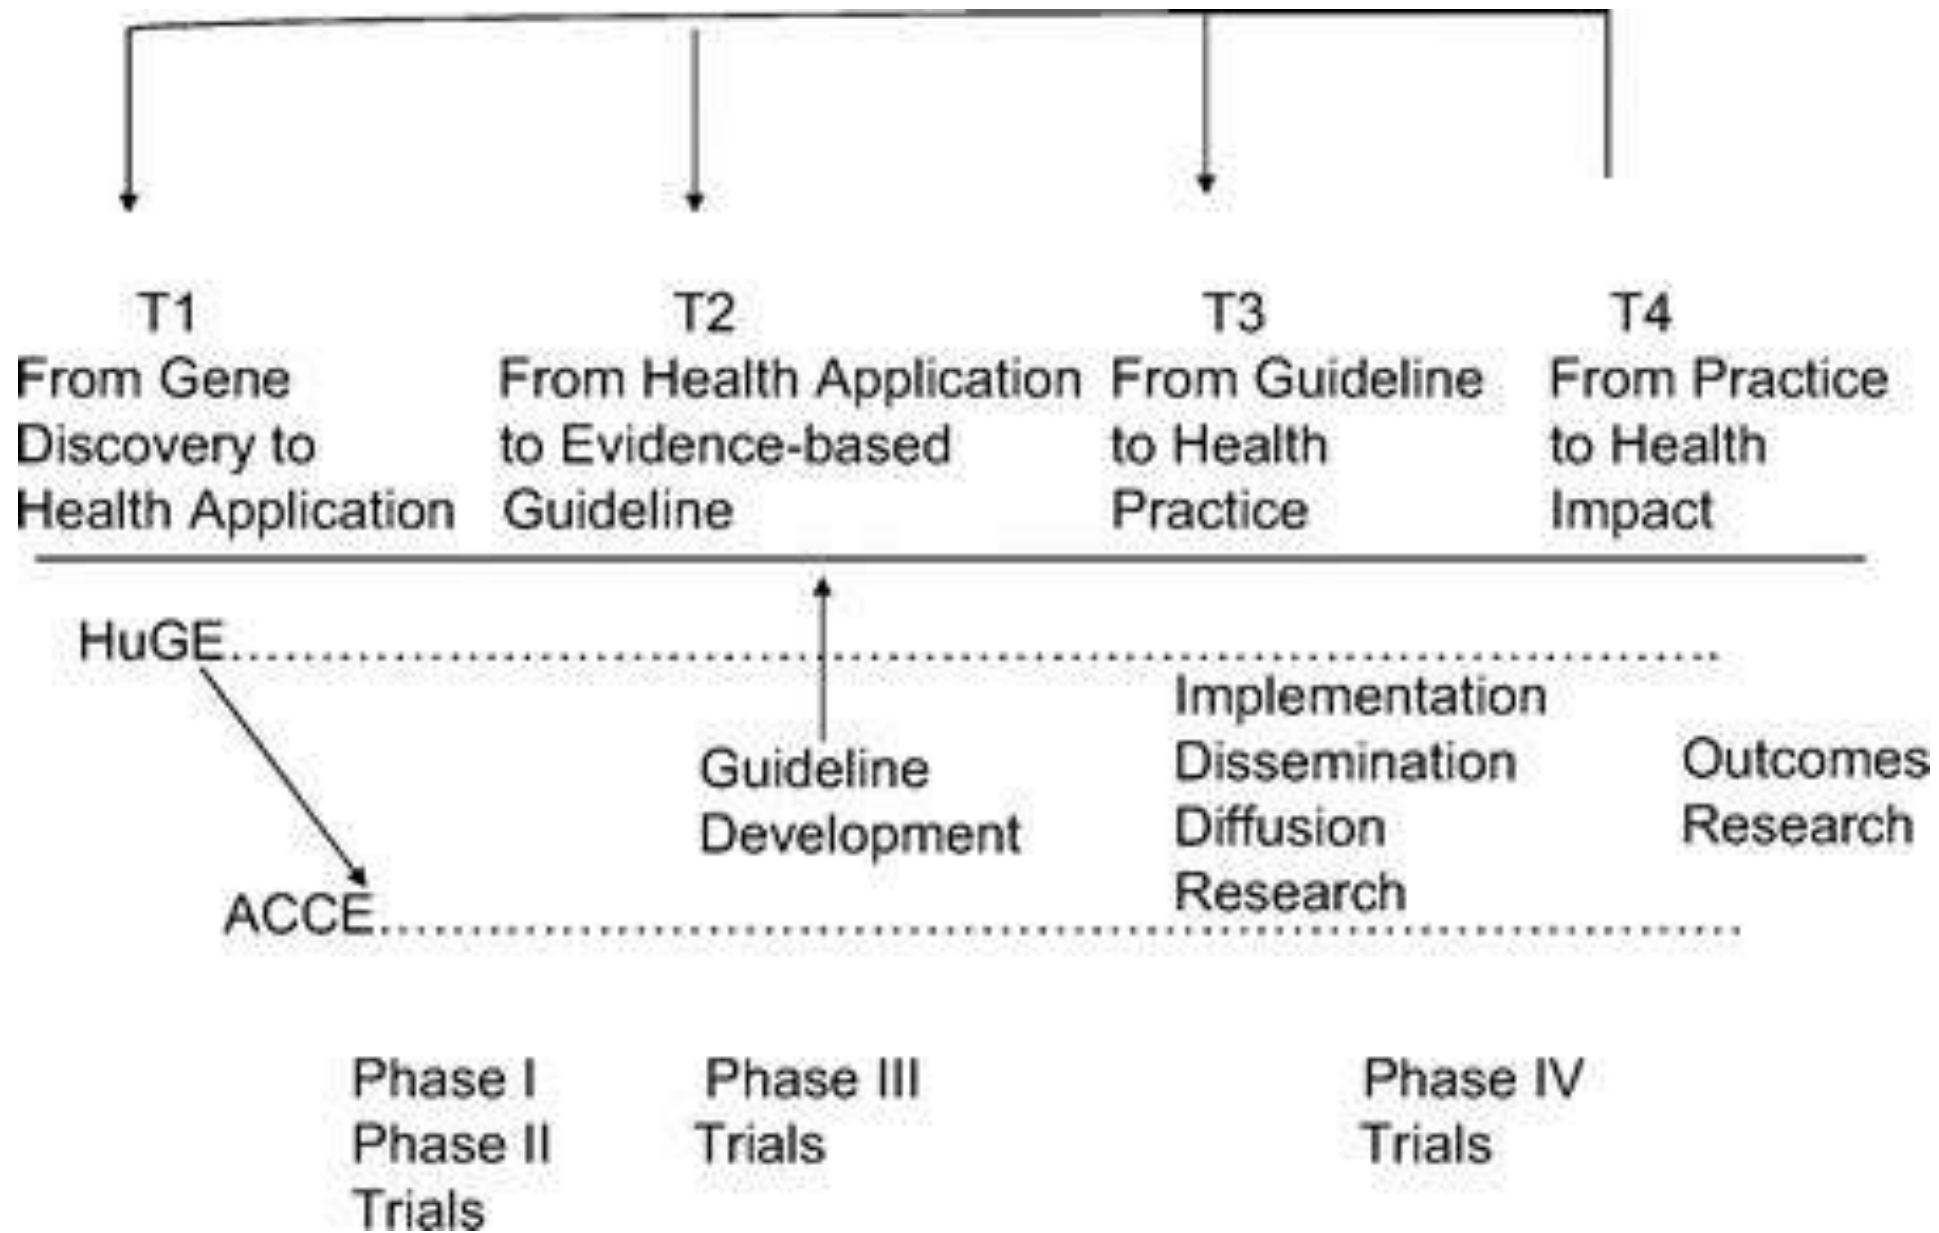 T1
From Gene
Discovery to
Health Application
T2
From Health Application
to Evidence-based
Guideline
T3
From Guideline
to Health
Practice
T4
From Practice
to Health
Impact
HuGE
Guideline
Development
Implementation
Dissemination
Diffusion
Research
Outcomes
Research
ACCE
Phase I
Phase II
Trials
Phase III
Trials
Phase IV
Trials